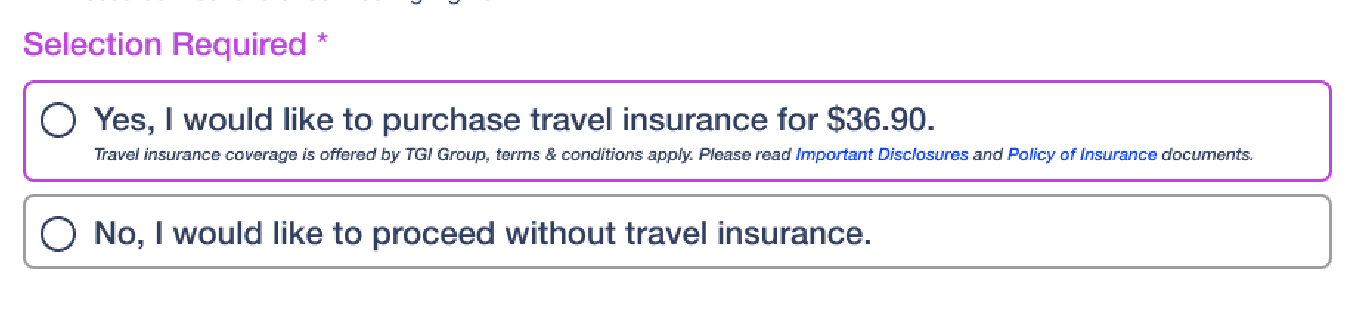 Selection Required *
Yes, I would like to purchase travel insurance for $36.90.
Travel insurance coverage is offered by TGI Group, terms & conditions apply. Please read Important Disclosures and Policy of Insurance documents.
No, I would like to proceed without travel insurance.